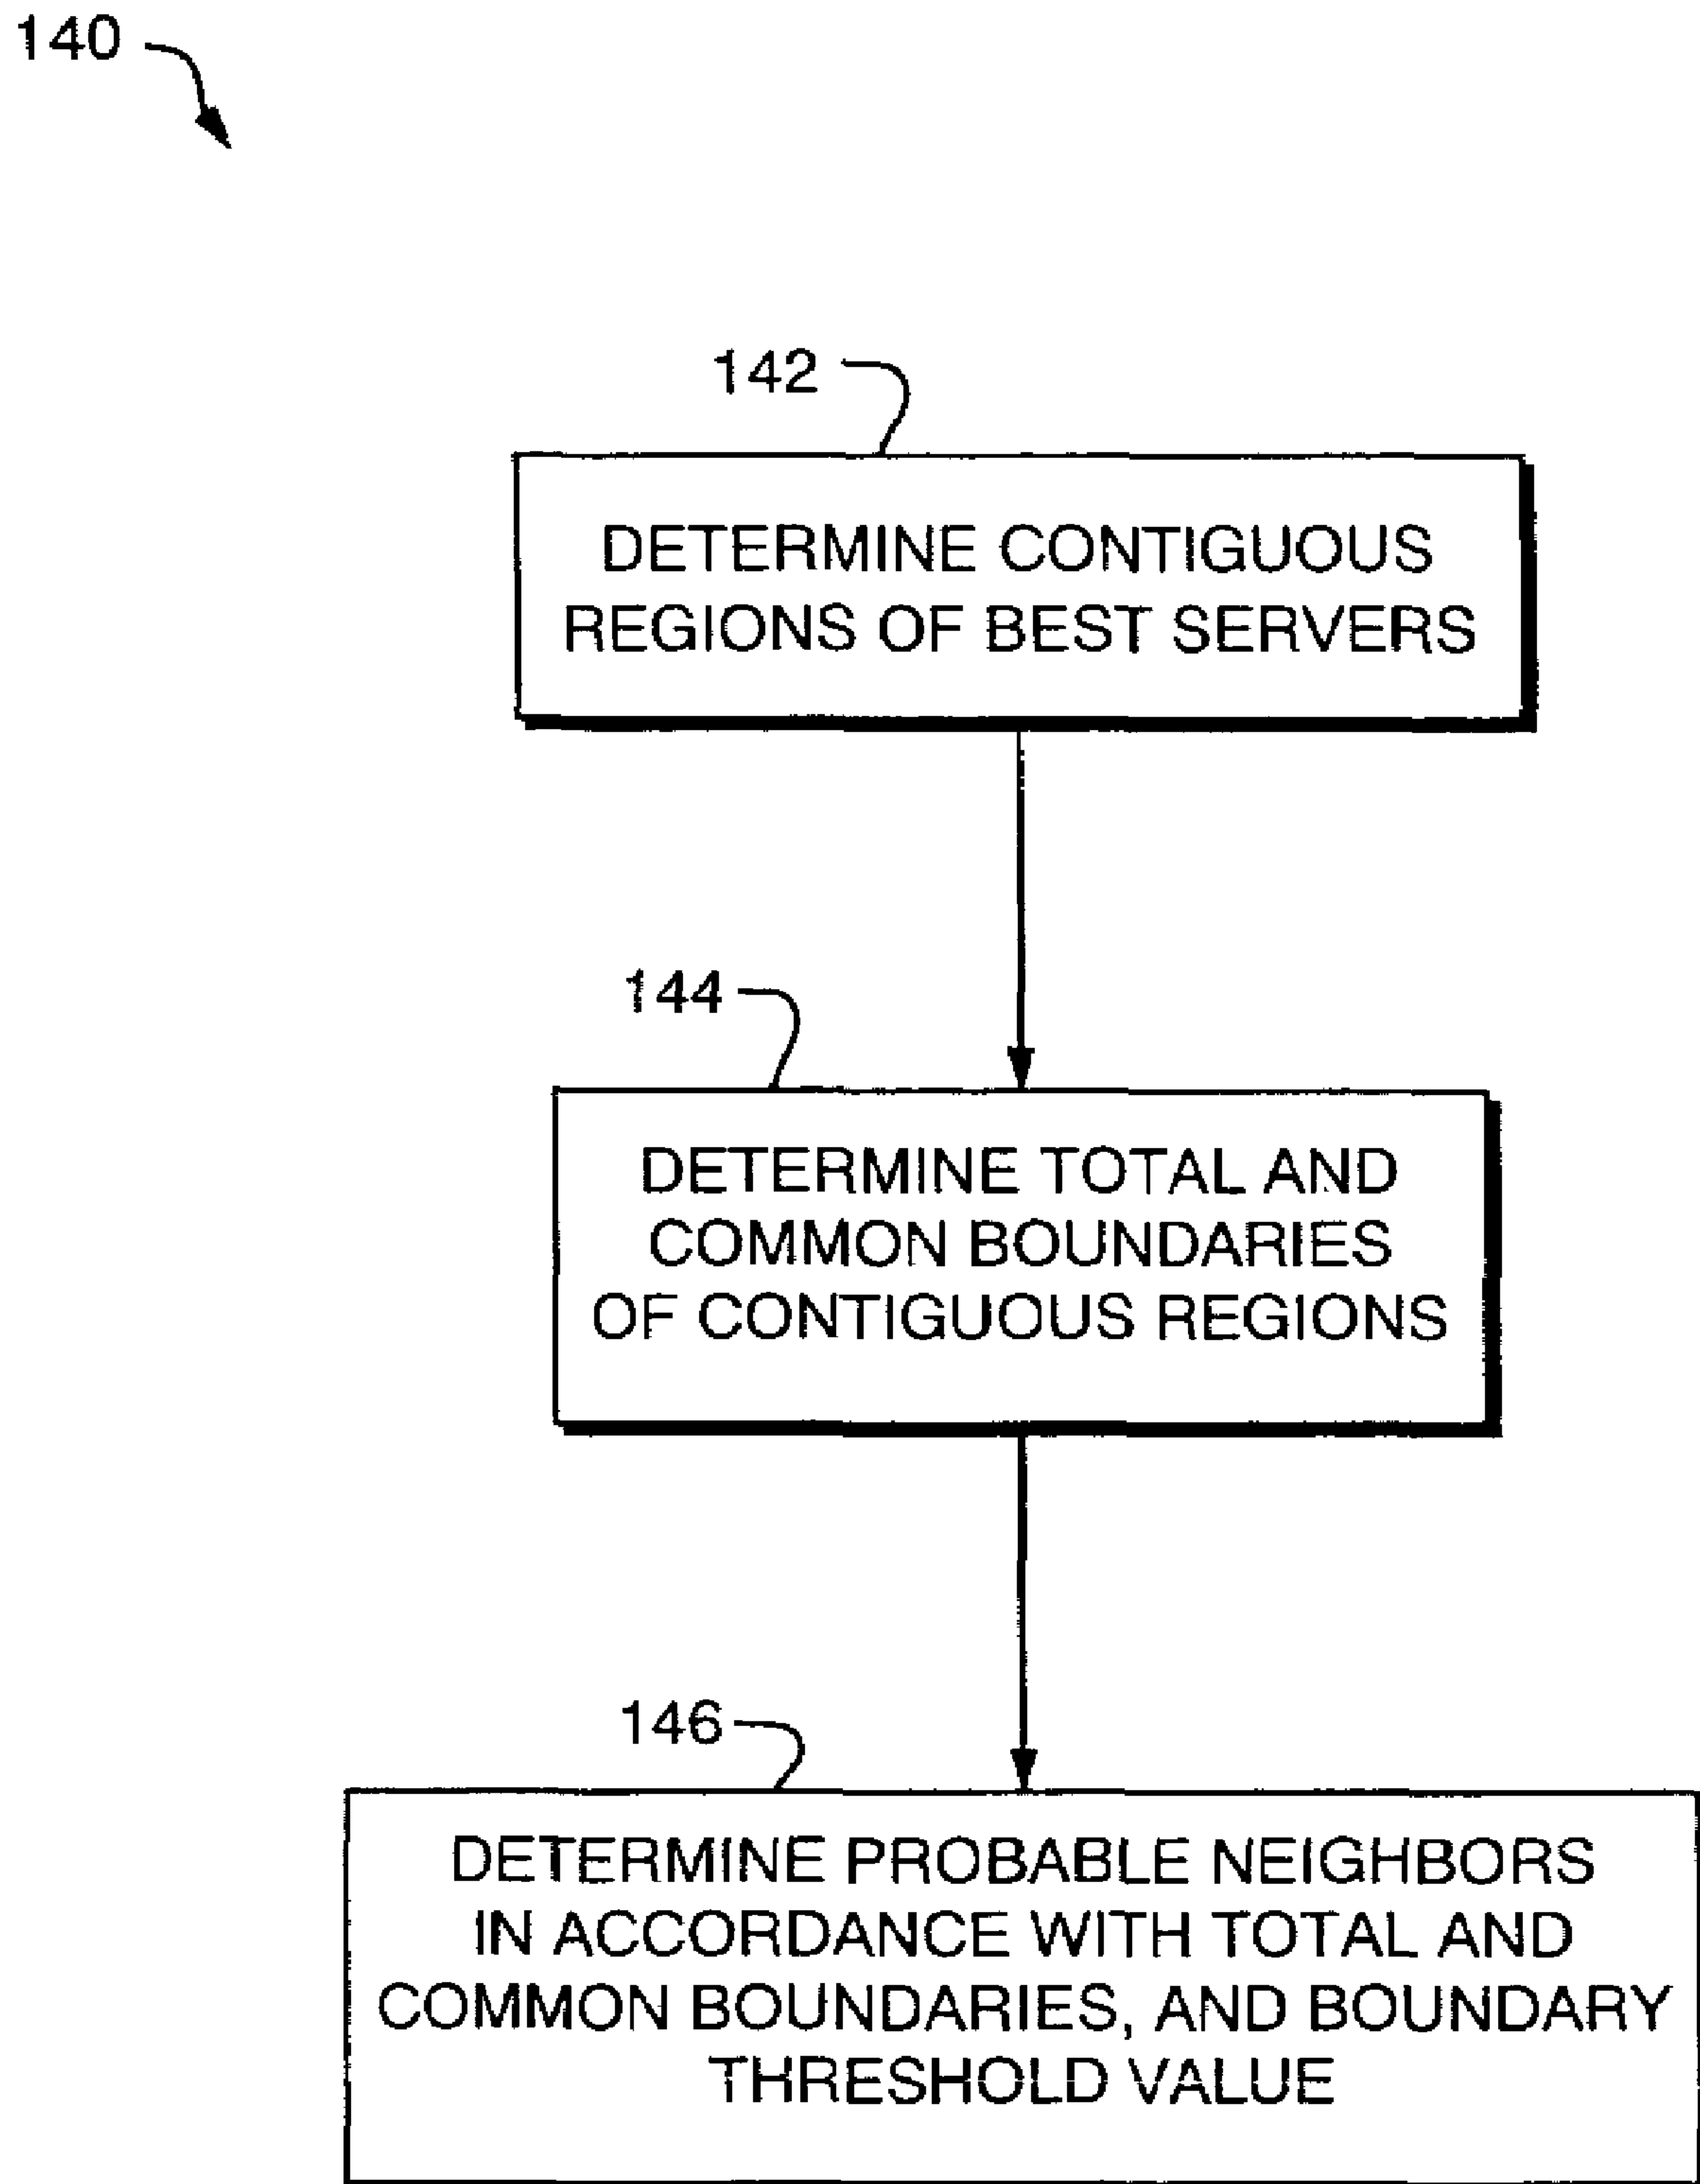 140
142
DETERMINE CONTIGUOUS
REGIONS OF BEST SERVERS
144
DETERMINE TOTAL AND
COMMON BOUNDARIES
OF CONTIGUOUS REGIONS
146
DETERMINE PROBABLE NEIGHBORS
IN ACCORDANCE WITH TOTAL AND
COMMON BOUNDARIES, AND BOUNDARY
THRESHOLD VALUE